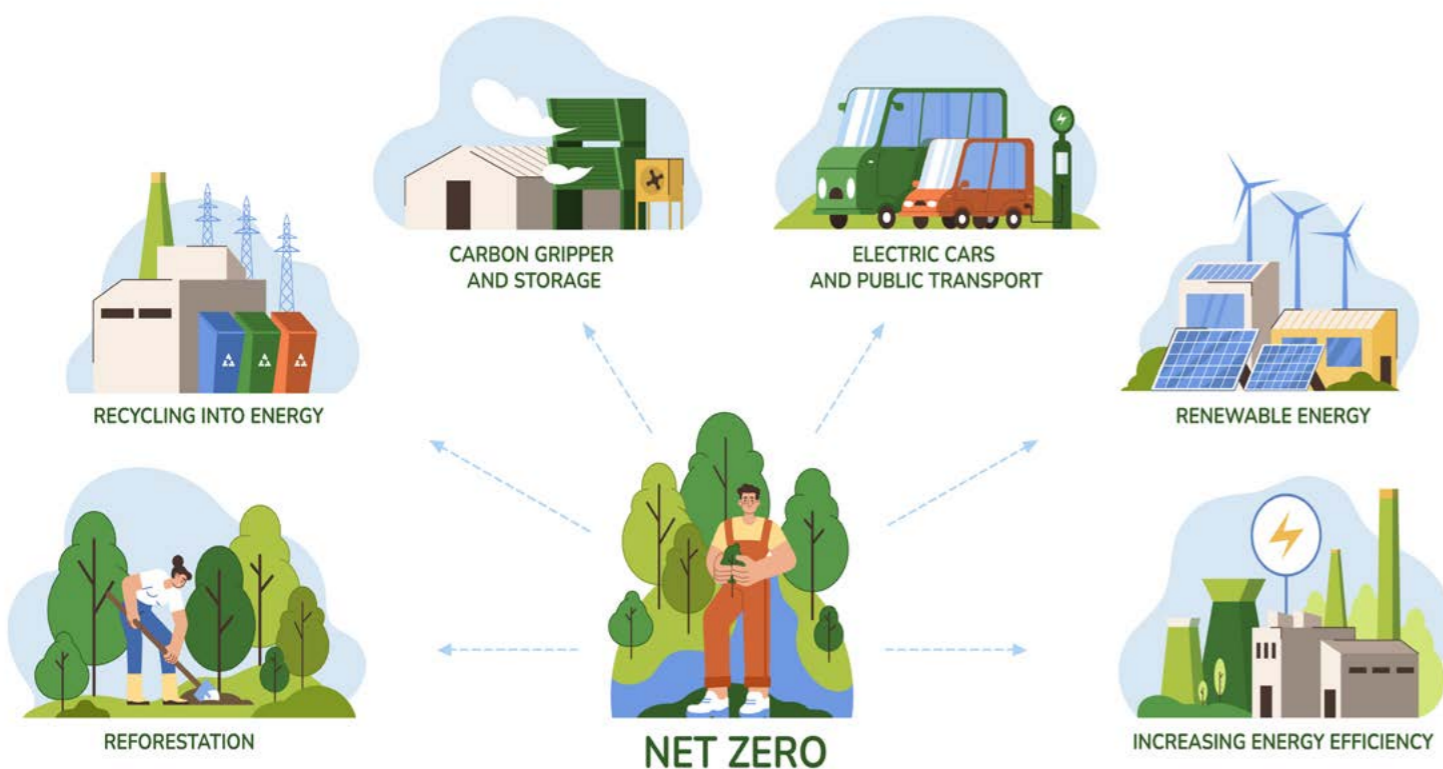 CARBON GRIPPER
AND STORAGE
ELECTRIC CARS
AND PUBLIC TRANSPORT
RECYCLING INTO ENERGY
RENEWABLE ENERGY
REFORESTATION
NET ZERO
INCREASING ENERGY EFFICIENCY